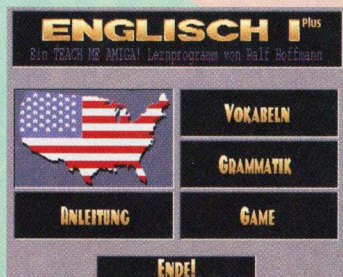 ENGLISCH I Plus
Ein TEACH ME AMIGA! Lernprogramm von Ralf Hoffmann
VOKABELN
GRAMMATIK
ANLEITUNG
GAME
ENDE!